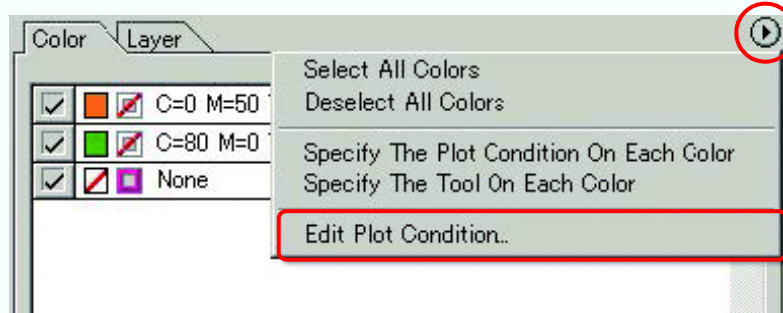 Color Layer
Select All Colors
C=0 M=50
Deselect All Colors
C=80 M=0
Specify The Plot Condition On Each Color
None
Specify The Tool On Each Color
Edit Plot Condition..